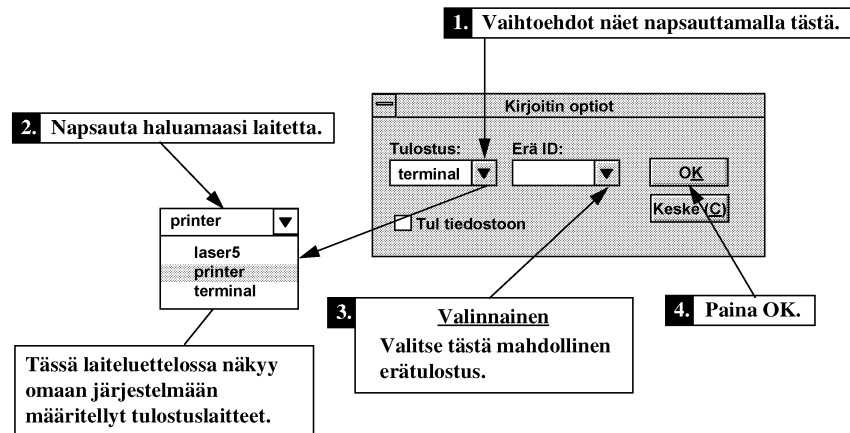 1. Vaihtoehdot näet napsauttamalla tästä.
Kirjoitin optiot
2. Napsauta haluamaasi laitetta.
Tulostus:
Erä ID:
terminal
OK
Keske (C)
Tul tiedostoon
printer
laser5
printer
terminal
3. Valinnainen
Valitse tästä mahdollinen
erätulostus.
4. Paina OK.
Tässä laiteluettelossa näkyy
omaan järjestelmään
määritellyt tulostuslaitteet.